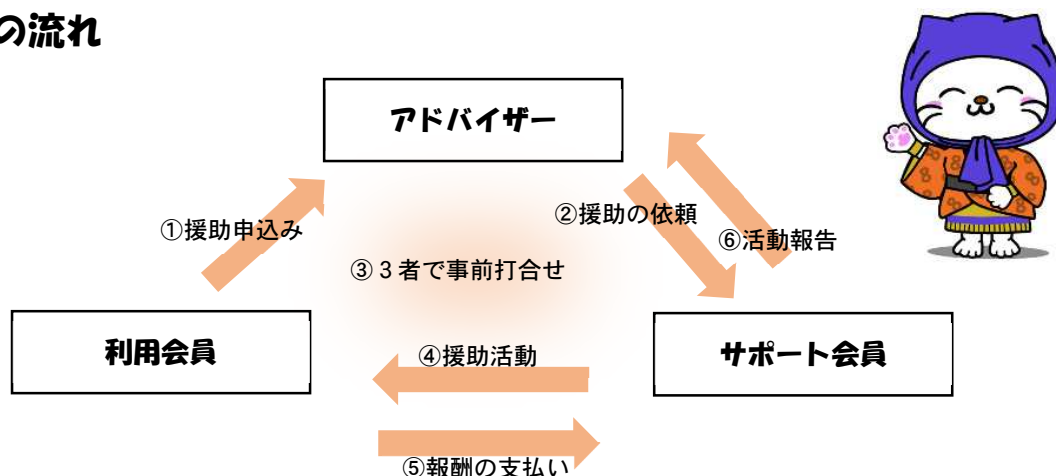 の流れ
アドバイザー
①援助申込み
②援助の依頼
⑥活動報告
③３者で事前打合せ
利用会員
④援助活動
サポート会員
⑤報酬の支払い